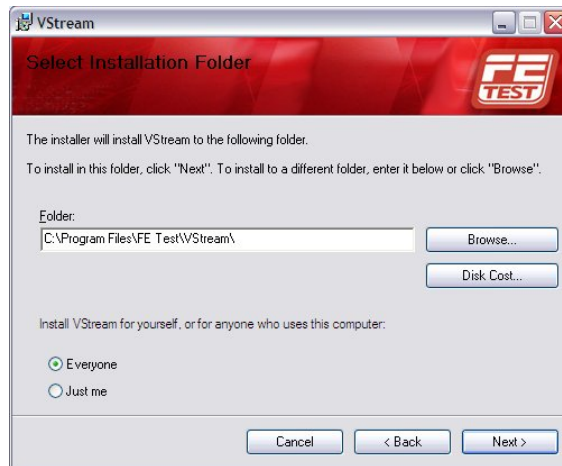 VStream
Select Installation Folder
FE
TEST
The installer will install VStream to the following folder.
To install in this folder, click "Next". To install to a different folder, enter it below or click "Browse".
Folder:
C:\Program Files\FE Test\VStream\
Browse...
Disk Cost...
Install VStream for yourself, or for anyone who uses this computer:
Everyone
Just me
Cancel
< Back
Next >